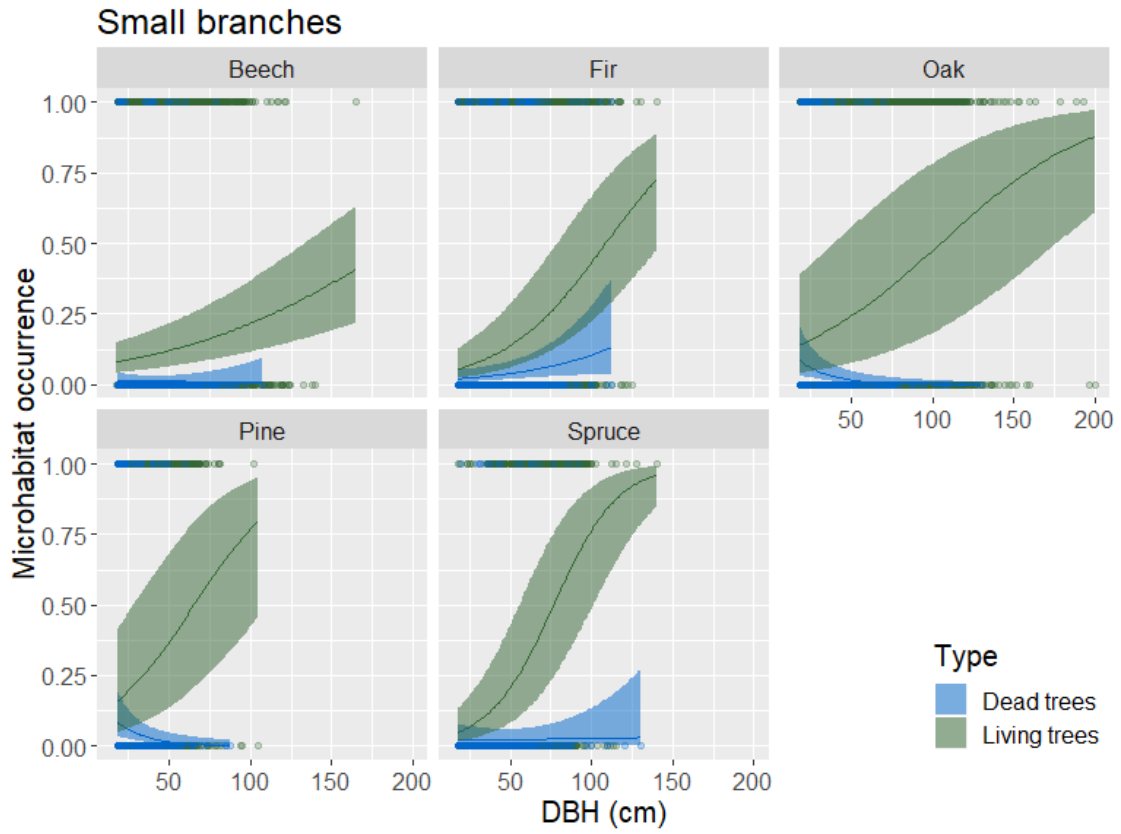 Small branches
Beech Fir Oak
1.00
0.75
0.50
0.25
0.00
50 100 150 200
Pine Spruce
1.00
0.75
0.50
0.25
0.00
50 100 150 200 50 100 150 200
Microhabitat occurrence
DBH (cm)
Type
Dead trees
Living trees